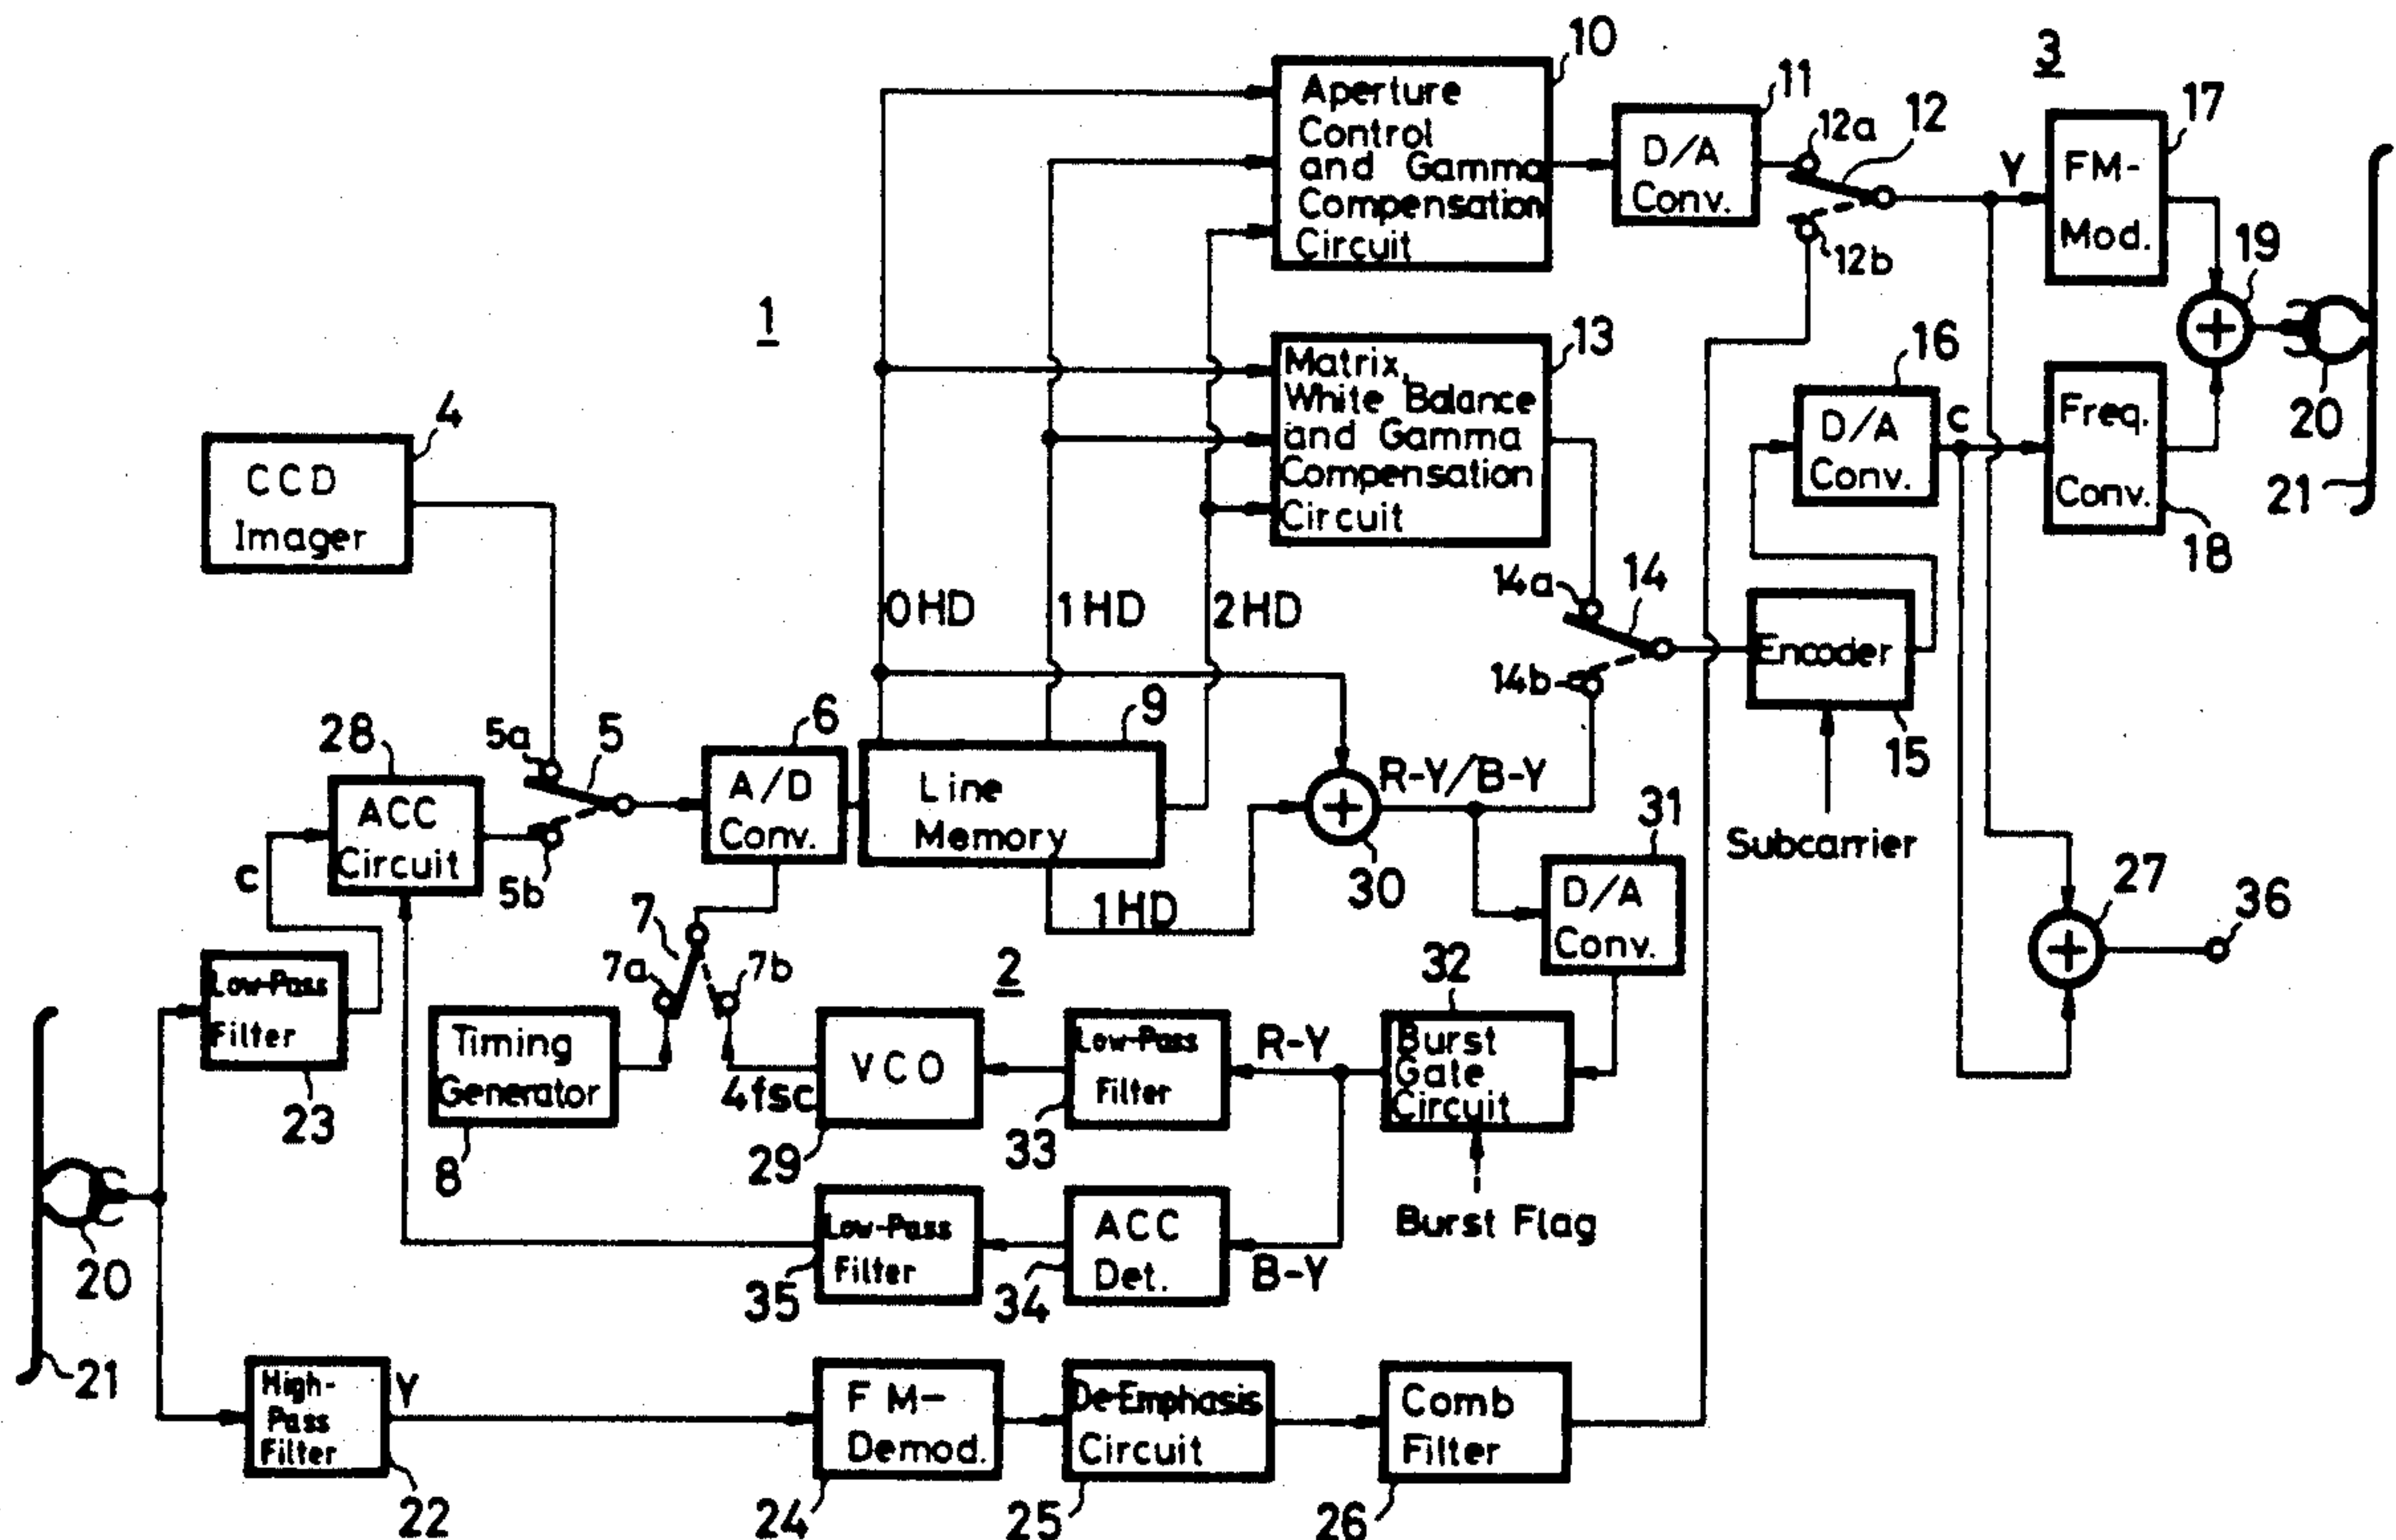 10
Aperture
Control
and Gamma
Compensation
Circuit
11
D/A
Conv.
12a
12
12b
3
Y
17
FM-
Mod.
19
1
13
Matrix,
White Balance
and Gamma
Compensation
Circuit
16
D/A
Conv.
C
Freq.
Conv.
18
20
21
4
CCD
Imager
0HD
1HD
2HD
14a
14
14b
Encoder
15
Subcarrier
28
ACC
Circuit
C
5a
5
5b
6
A/D
Conv.
9
Line
Memory
1HD
R-Y/B-Y
30
31
D/A
Conv.
27
36
7
7a
7b
2
32
Low-Pass
Filter
23
Timing
Generator
8
4fsc
VCO
29
Low-Pass
Filter
33
R-Y
Burst
Gate
Circuit
Burst Flag
20
21
Low-Pass
Filter
35
ACC
Det.
34
B-Y
High-
Pass
Filter
22
Y
FM-
Demod.
24
De-Emphasis
Circuit
25
Comb
Filter
26